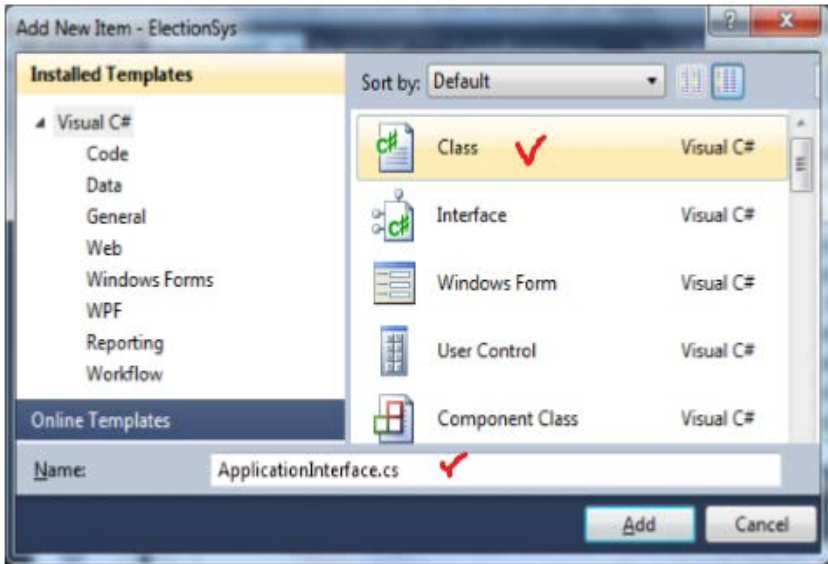 Add New Item - ElectionSys
Installed Templates
Visual C#
Code
Data
General
Web
Windows Forms
WPF
Reporting
Workflow
Online Templates
Sort by: Default
Class Visual C#
Interface Visual C#
Windows Form Visual C#
User Control Visual C#
Component Class Visual C#
Name: ApplicationInterface.cs
Add Cancel